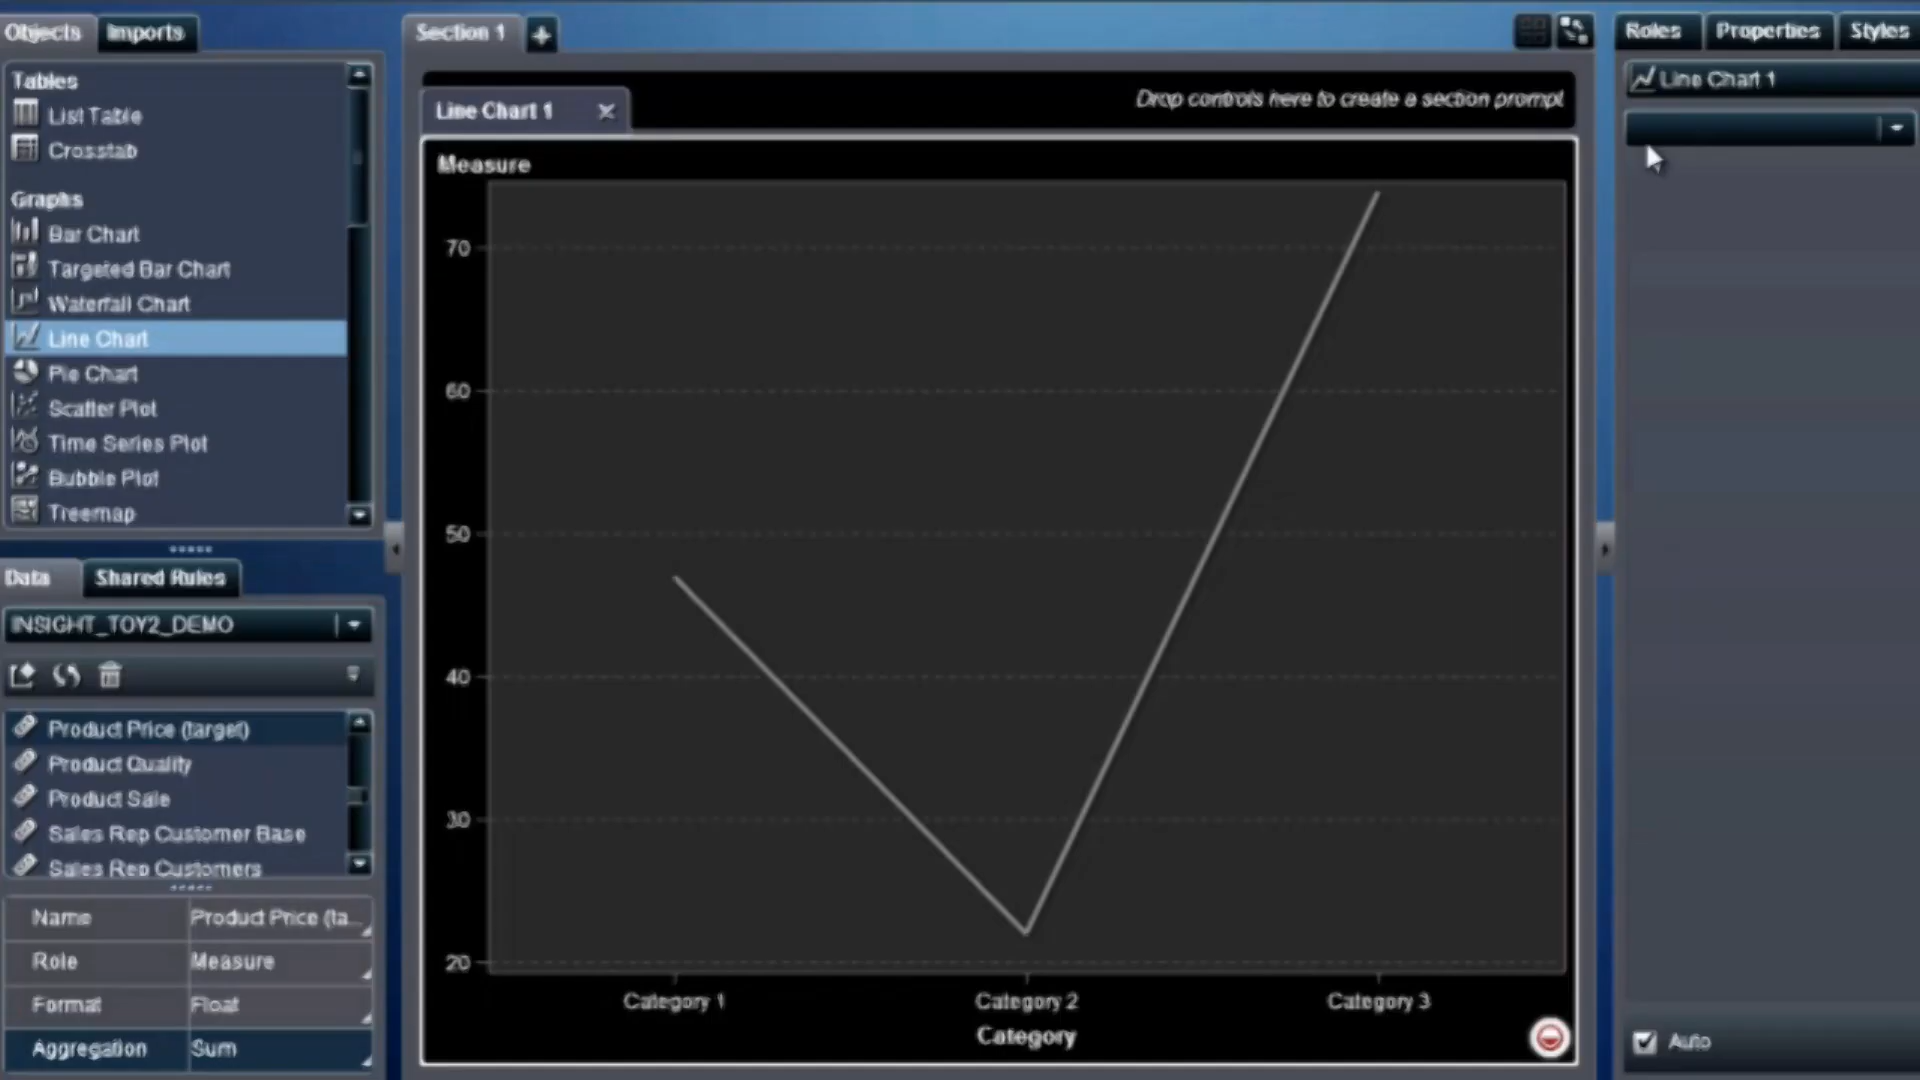 Objects
Imports
Tables
List Table
Crosstab
Graphs
Bar Chart
Targeted Bar Chart
Waterfall Chart
Line Chart
Pie Chart
Scatter Plot
Time Series Plot
Bubble Plot
Treemap
Data
Shared Rules
INSIGHT_TOY2_DEMO
Product Price (target)
Product Quality
Product Sale
Sales Rep Customer Base
Sales Rep Customers
Name Product Price (ta...
Role Measure
Format Float
Aggregation Sum
Section 1
Drop controls here to create a section prompt
Line Chart 1
Measure
70
60
50
40
30
20
Category 1 Category 2 Category 3
Category
Roles
Properties
Styles
Line Chart 1
Auto